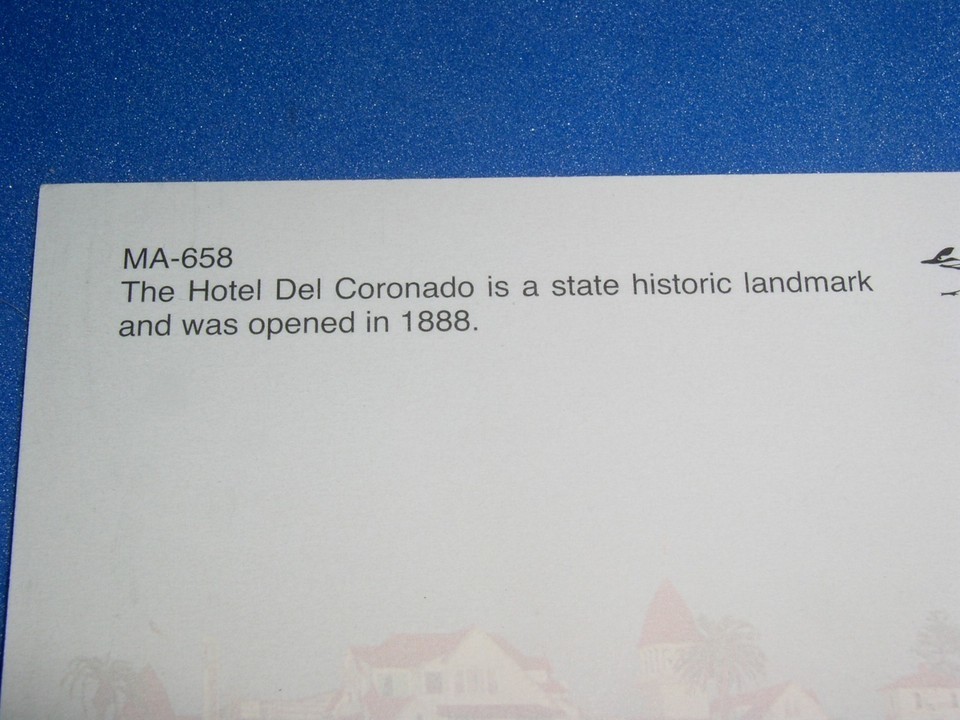 MA-658
The Hotel Del Coronado is a state historic landmark
and was opened in 1888.